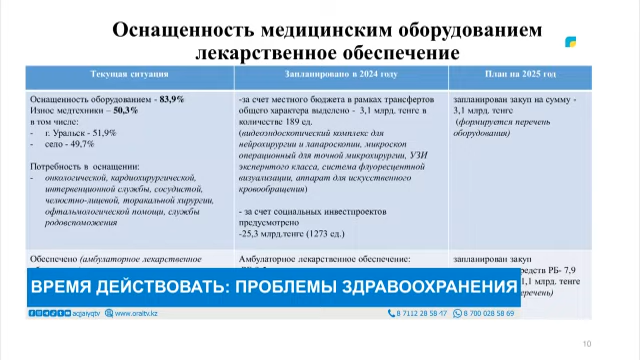 Оснащенность медицинским оборудованием
лекарственное обеспечение
Текущая ситуация
Запланировано в 2024 году
План на 2025 год
Оснащенность оборудованием - 83,9%
Износ медтехники – 50,3%
в том числе:
- г. Уральск - 51,9%
- село - 49,7%
Потребность в оснащении:
- онкологической, кардиохирургической,
интервенционной службы, сосудистой,
челюстно-лицевой, торакальной хирургии,
офтальмологической помощи, службы
родовспоможения
-за счет местного бюджета в рамках трансфертов
общего характера выделено - 3,1 млрд. тенге в
количестве 189 ед.
(видеоэндоскопический комплекс для
нейрохирургии и лапароскопии, микроскоп
операционный для точной микрохирургии, УЗИ
экспертного класса, система флуоресцентной
визуализации, аппарат для искусственного
кровообращения)
- за счет социальных инвестпроектов
предусмотрено
-25,3 млрд.тенге (1273 ед.)
запланирован закуп на сумму -
3,1 млрд. тенге
(формируется перечень
оборудования)
Обеспечено (амбулаторное лекарственное
Амбулаторное лекарственное обеспечение:
запланирован закуп
РБ- 7,9
млрд. тенге
ВРЕМЯ ДЕЙСТВОВАТЬ: ПРОБЛЕМЫ ЗДРАВООХРАНЕНИЯ
acjaiyqtv
www.oraltv.kz
8 7112 28 58-17
8 700 028 58 69
10